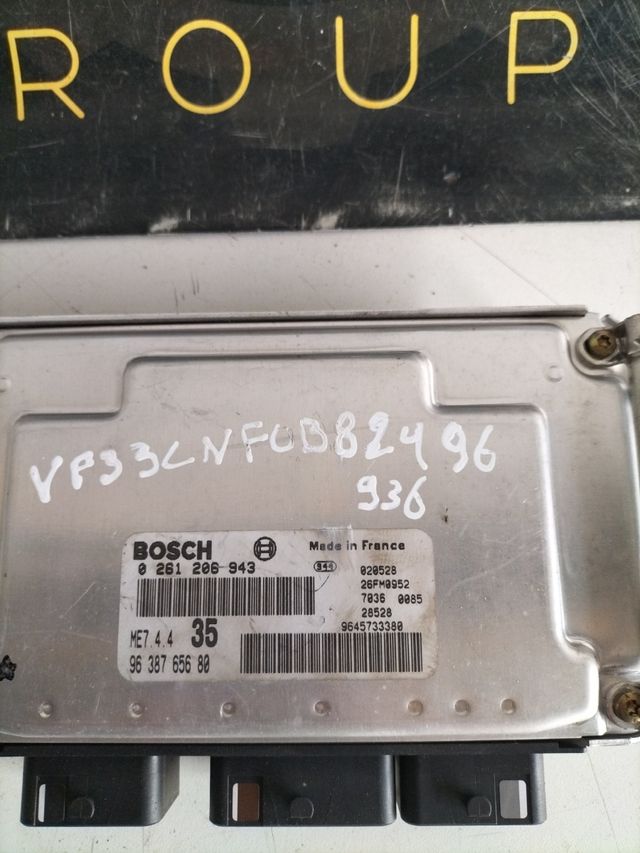 ROUP
VF33CNFUB82496
936
BOSCH
Made in France
0 261 206 943
944
020528
26FM0952
7036 0085
28528
9645733380
ME7.4.4 35
96 387 656 80